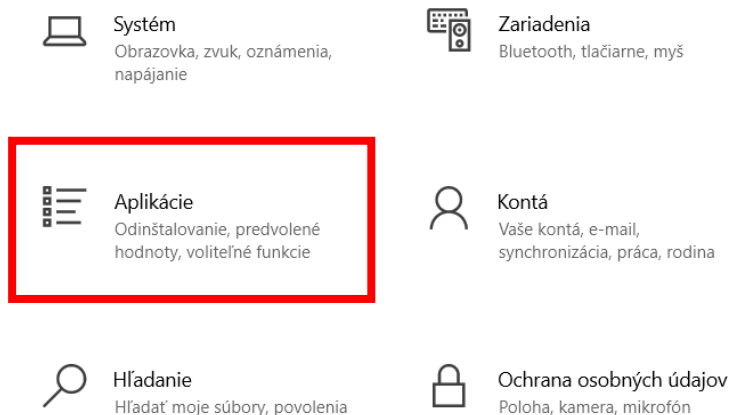 Systém
Obrazovka, zvuk, oznámenia,
napájanie
Zariadenia
Bluetooth, tlačiarne, myš
Aplikácie
Odinštalovanie, predvolené
hodnoty, voliteľné funkcie
Kontá
Vaše kontá, e-mail,
synchronizácia, práca, rodina
Hľadanie
Hľadať moje súbory, povolenia
Ochrana osobných údajov
Poloha, kamera, mikrofón